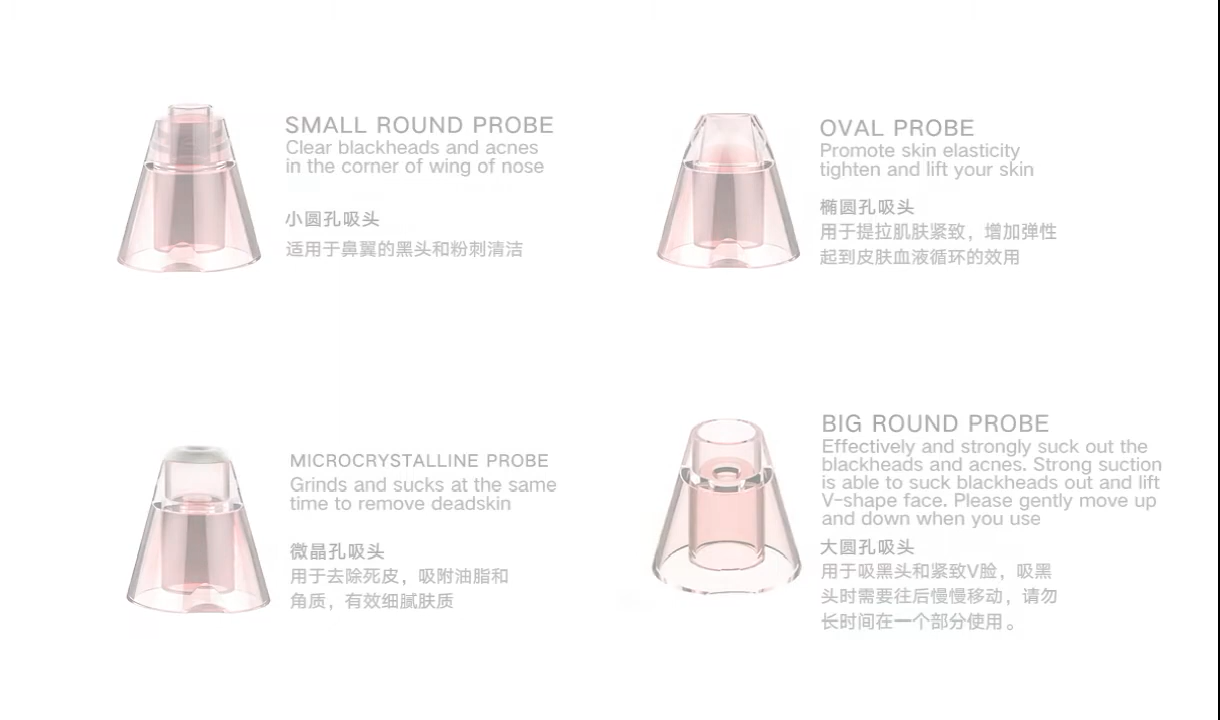 SMALL ROUND PROBE
Clear blackheads and acnes
in the corner of wing of nose
小圆孔吸头
适用于鼻翼的黑头和粉刺清洁
OVAL PROBE
Promote skin elasticity
tighten and lift your skin
椭圆孔吸头
用于提拉肌肤紧致，增加弹性
起到皮肤血液循环的效用
MICROCRYSTALLINE PROBE
Grinds and sucks at the same
time to remove deadskin
微晶孔吸头
用于去除死皮，吸附油脂和
角质，有效细腻肤质
BIG ROUND PROBE
Effectively and strongly suck out the
blackheads and acnes. Strong suction
is able to suck blackheads out and lift
V-shape face. Please gently move up
and down when you use
大圆孔吸头
用于吸黑头和紧致V脸，吸黑
头时需要往后慢慢移动，请勿
长时间在一个部分使用。